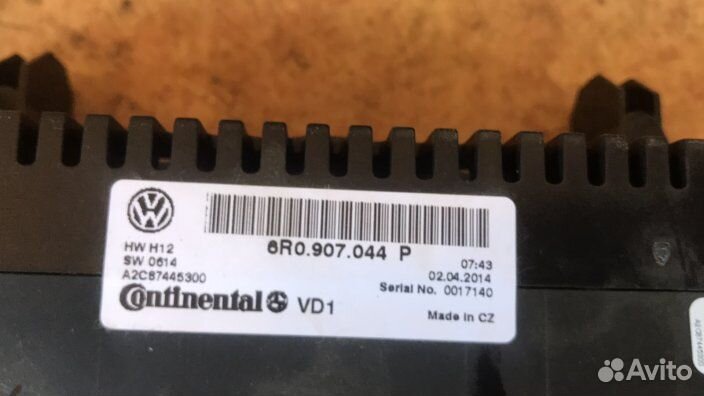 6R0.907.044 P
HW H12
SW 0614
A2C87445300
07:43
02.04.2014
Serial No. 0017140
Continental VD1
Made in CZ
Avito